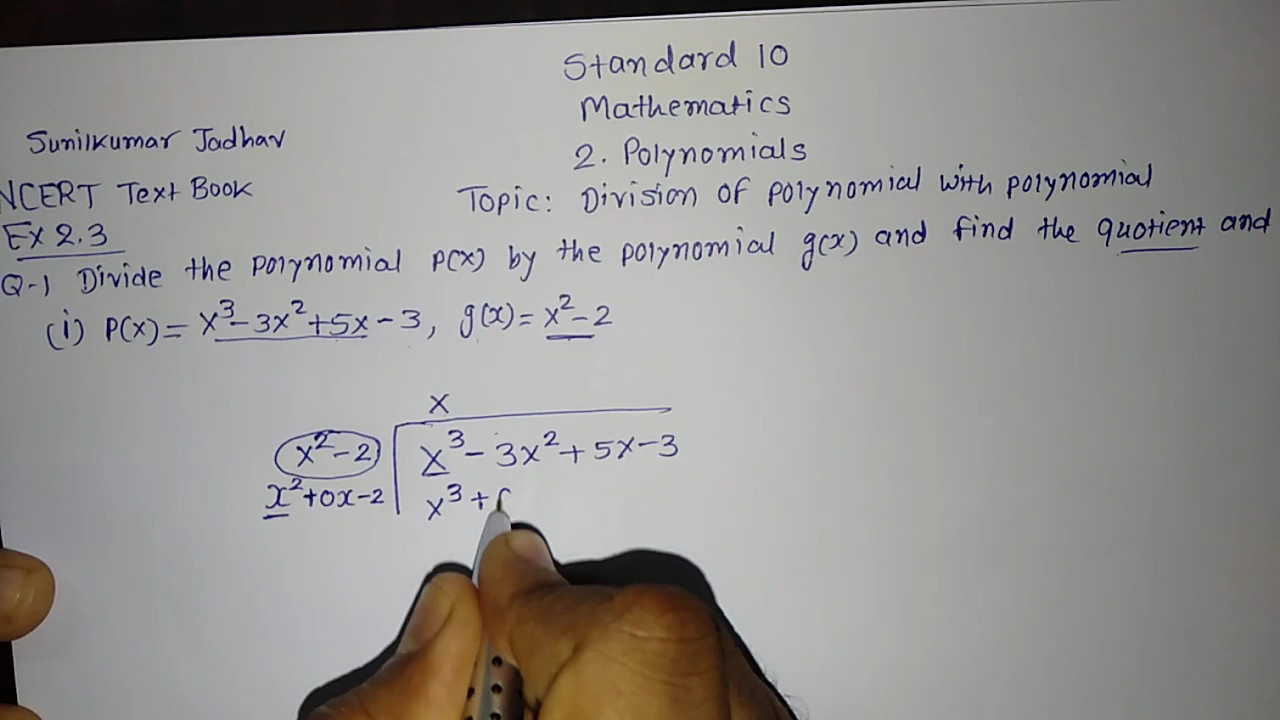 Standard 10
Mathematics
Sunilkumar Jadhav
2. Polynomials
NCERT Text Book
Topic: Division of polynomial with polynomial
Ex 2.3
Q-1 Divide the polynomial P(x) by the polynomial g(x) and find the quotient and
(i) P(x) = x³ - 3x² + 5x - 3, g(x) = x² - 2
x
x² - 2 x³ - 3x² + 5x - 3
x² + 0x - 2 x³ +